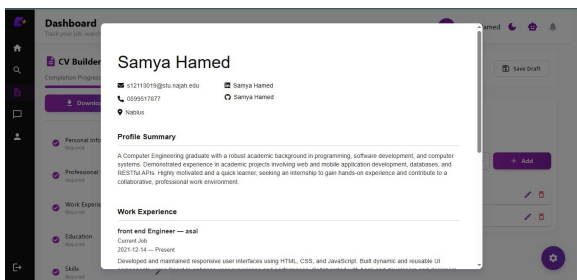 Dashboard
Track your job search
amed
CV Builder
Completion Progress
Save Draft
Downloa
Personal Info
Required
Professional
Required
Work Experie
Required
Education
Required
Skills
Required
+ Add
Samya Hamed
s12113019@stu.najah.edu
Samya Hamed
0599517877
Samya Hamed
Nablus
Profile Summary
A Computer Engineering graduate with a robust academic background in programming, software development, and computer
systems. Demonstrated experience in academic projects involving web and mobile application development, databases, and
RESTful APIs. Highly motivated and a quick learner, seeking an internship to gain hands-on experience and contribute to a
collaborative, professional work environment.
Work Experience
front end Engineer — asal
Current Job
2021-12-14 — Present
Developed and maintained responsive user interfaces using HTML, CSS, and JavaScript. Built dynamic and reusable UI